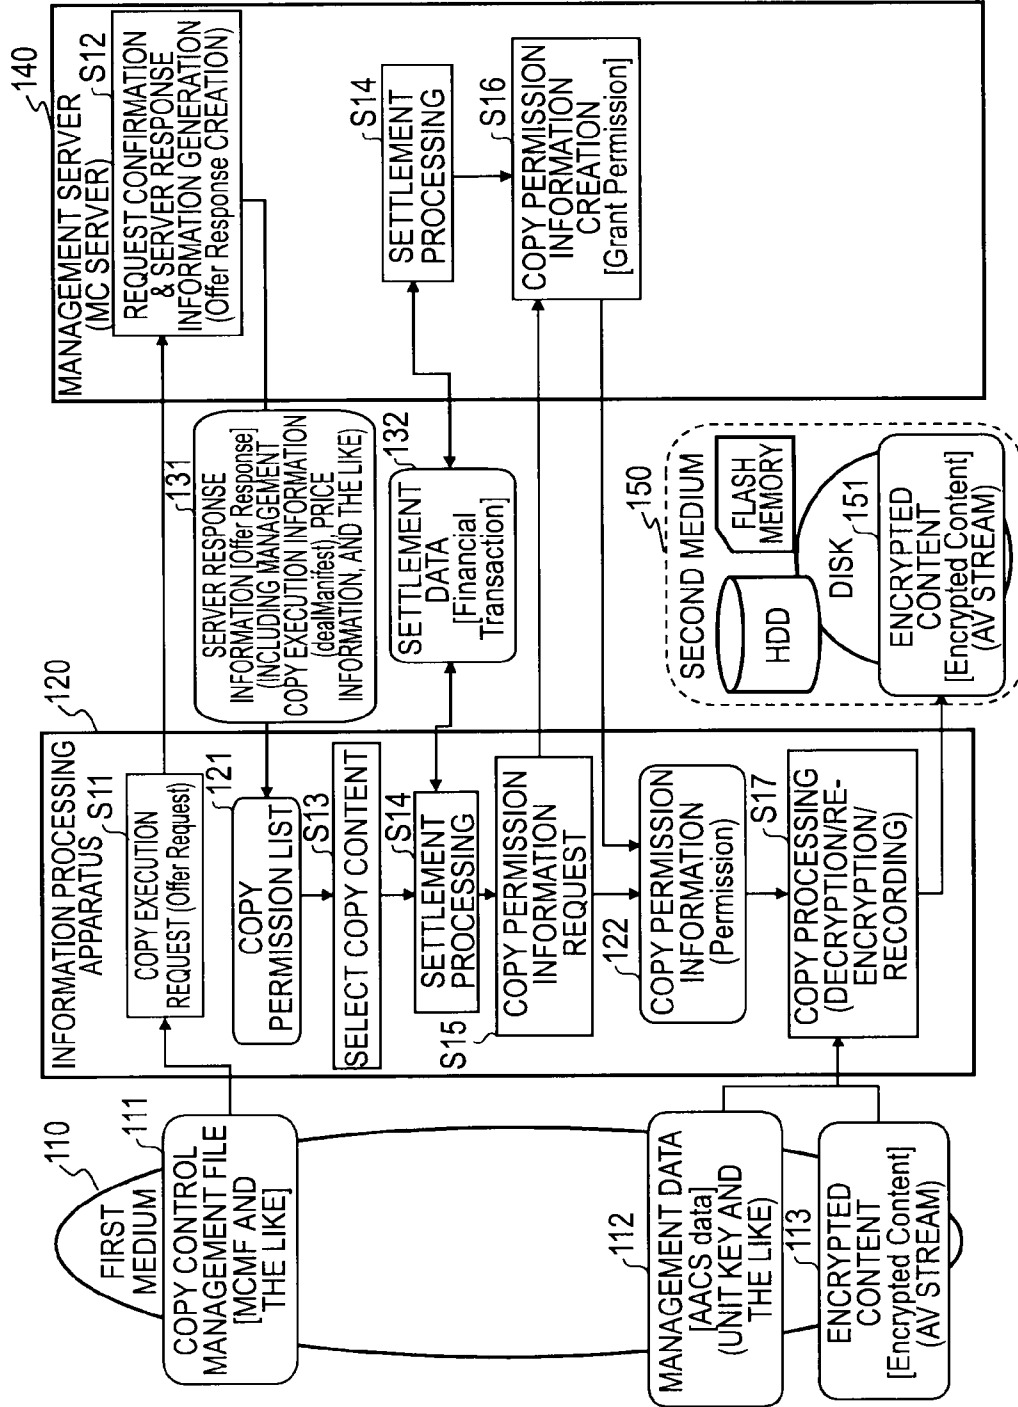 110
FIRST
MEDIUM
111
COPY CONTROL
MANAGEMENT FILE
[MCMF AND
THE LIKE]
112
MANAGEMENT DATA
[AACS data]
(UNIT KEY AND
THE LIKE)
113
ENCRYPTED
CONTENT
[Encrypted Content]
(AV STREAM)
120
INFORMATION PROCESSING
APPARATUS
S11
COPY EXECUTION
REQUEST (Offer Request)
121
COPY
PERMISSION LIST
S13
SELECT COPY CONTENT
S14
SETTLEMENT
PROCESSING
S15
COPY PERMISSION
INFORMATION
REQUEST
122
COPY PERMISSION
INFORMATION
(Permission)
S17
COPY PROCESSING
(DECRYPTION/RE-
ENCRYPTION/
RECORDING)
131
SERVER RESPONSE
INFORMATION [Offer Response]
(INCLUDING MANAGEMENT
COPY EXECUTION INFORMATION
(dealManifest), PRICE
INFORMATION, AND THE LIKE)
132
SETTLEMENT
DATA
[Financial
Transaction]
150
SECOND MEDIUM
HDD
FLASH
MEMORY
DISK
151
ENCRYPTED
CONTENT
[Encrypted Content]
(AV STREAM)
140
MANAGEMENT SERVER
(MC SERVER)
S12
REQUEST CONFIRMATION
& SERVER RESPONSE
INFORMATION GENERATION
(Offer Response CREATION)
S14
SETTLEMENT
PROCESSING
S16
COPY PERMISSION
INFORMATION
CREATION
[Grant Permission]